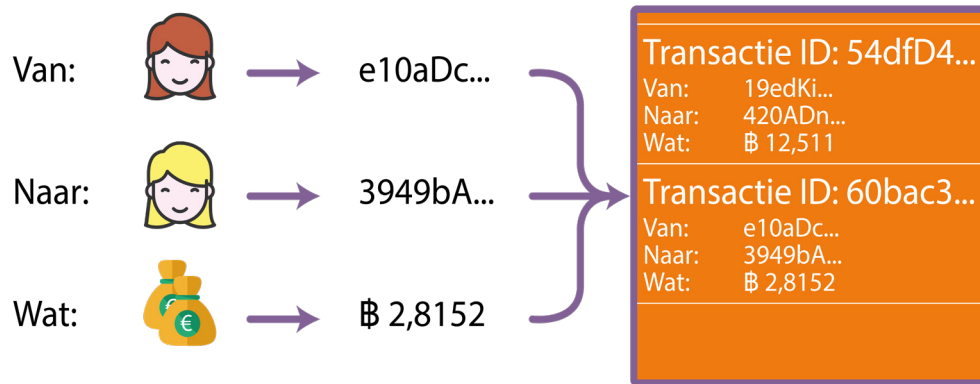 Van:
e10aDc...
Naar:
3949bA...
Wat:
€
€
฿ 2,8152
Transactie ID: 54dfD4...
Van: 19edKi...
Naar: 420ADn...
Wat: ฿ 12,511
Transactie ID: 60bac3...
Van: e10aDc...
Naar: 3949bA...
Wat: ฿ 2,8152